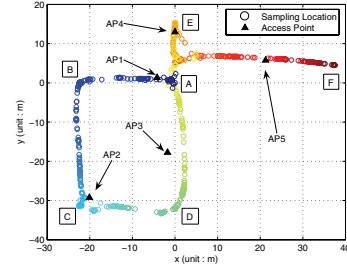 20
10
0
−10
−20
−30
−40
y (unit : m)
−30 −20 −10 0 10 20 30 40
x (unit : m)
Sampling Location
Access Point
AP4
E
AP1
B
A
F
AP5
AP3
AP2
C
D